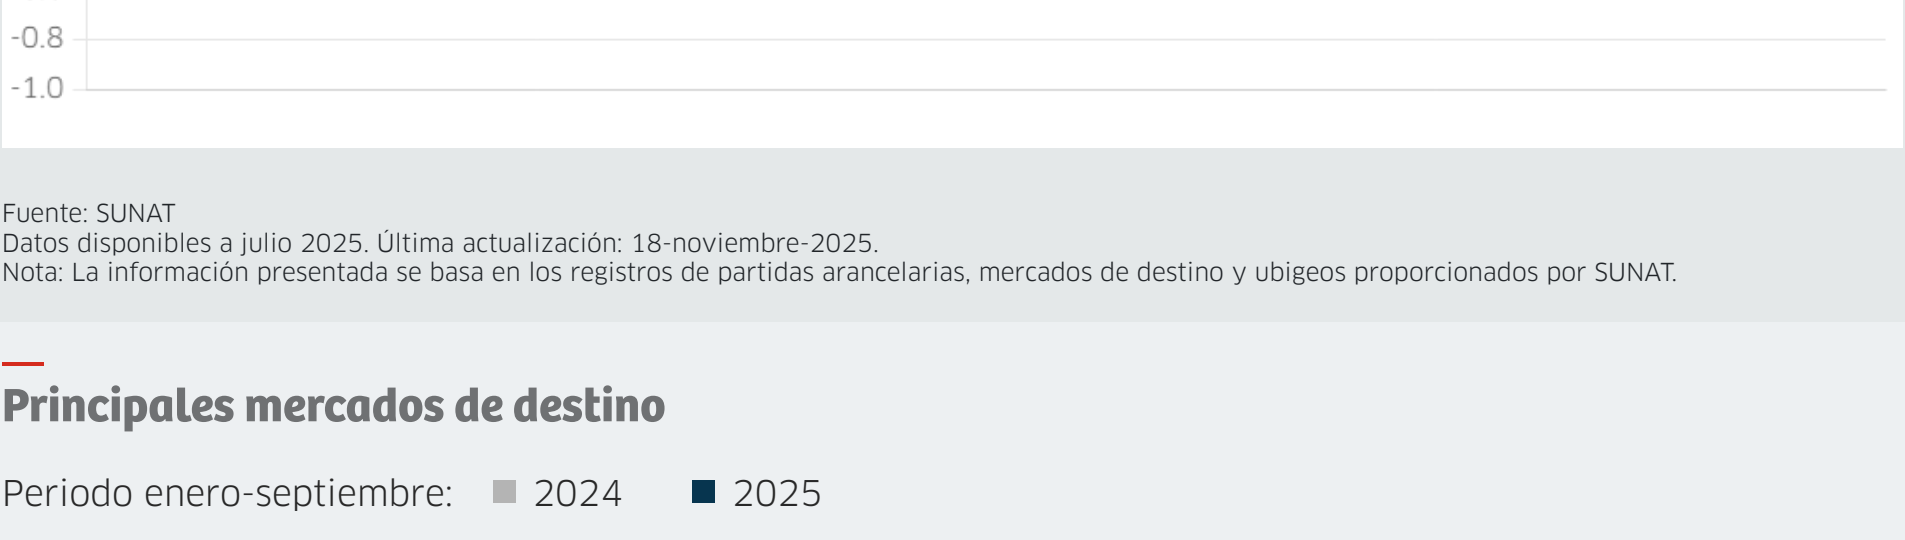 -0.8
-1.0
Fuente: SUNAT
Datos disponibles a julio 2025. Última actualización: 18-noviembre-2025.
Nota: La información presentada se basa en los registros de partidas arancelarias, mercados de destino y ubigeos proporcionados por SUNAT.
Principales mercados de destino
Periodo enero-septiembre: 2024 2025